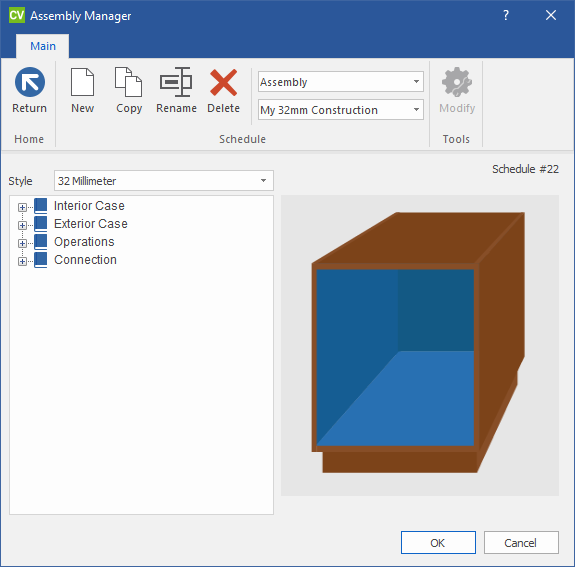 CV Assembly Manager ?
Main
Return New Copy Rename Delete Assembly My 32mm Construction Modify
Home Schedule Tools
Schedule #22
Style 32 Millimeter
Interior Case
Exterior Case
Operations
Connection
OK Cancel